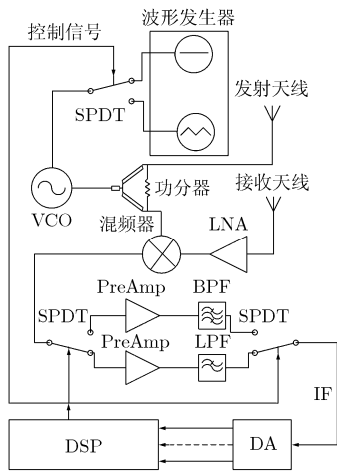 波形发生器
控制信号
发射天线
SPDT
功分器
接收天线
VCO
混频器
LNA
PreAmp
BPF
SPDT
SPDT
PreAmp
LPF
IF
DSP
DA